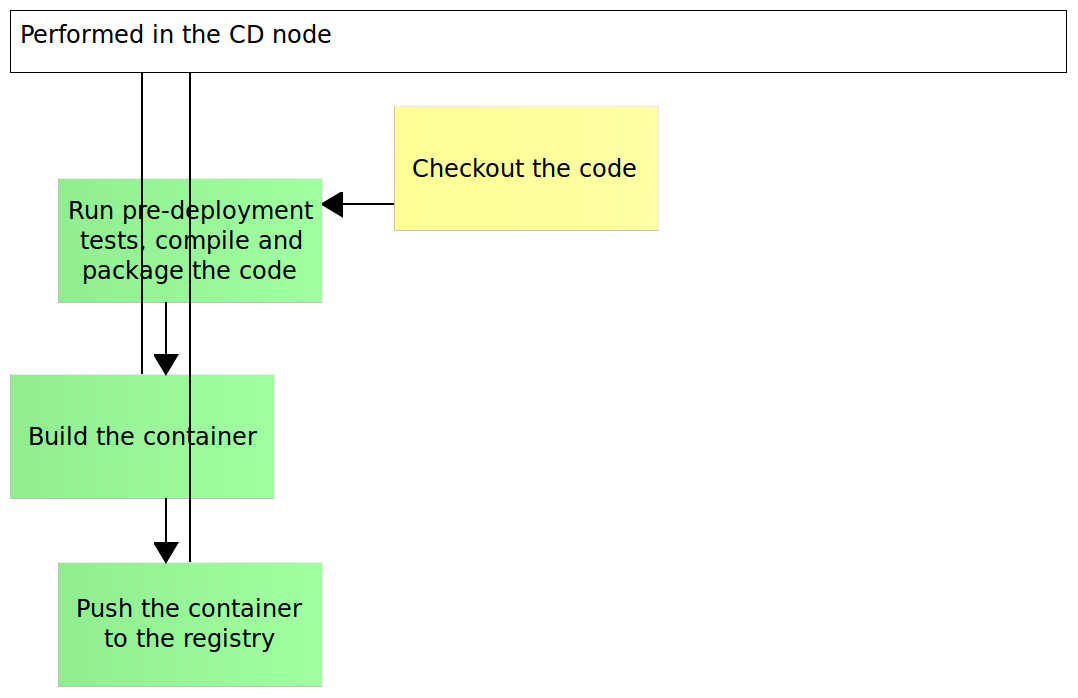 Performed in the CD node
Checkout the code
Run pre-deployment
tests, compile and
package the code
Build the container
Push the container
to the registry